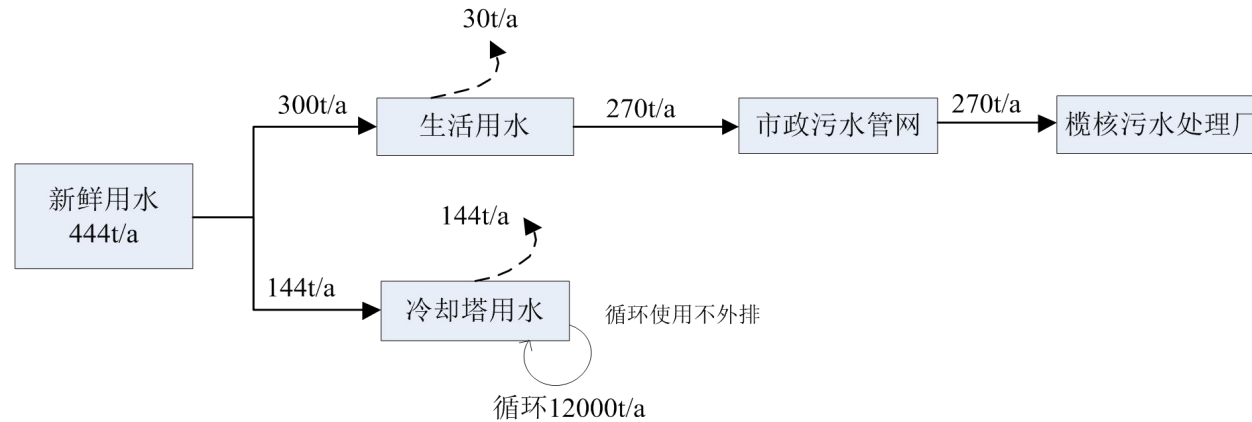 30t/a
300t/a
生活用水
270t/a
市政污水管网
270t/a
榄核污水处理厂
新鲜用水
444t/a
144t/a
144t/a
冷却塔用水
循环使用不外排
循环12000t/a